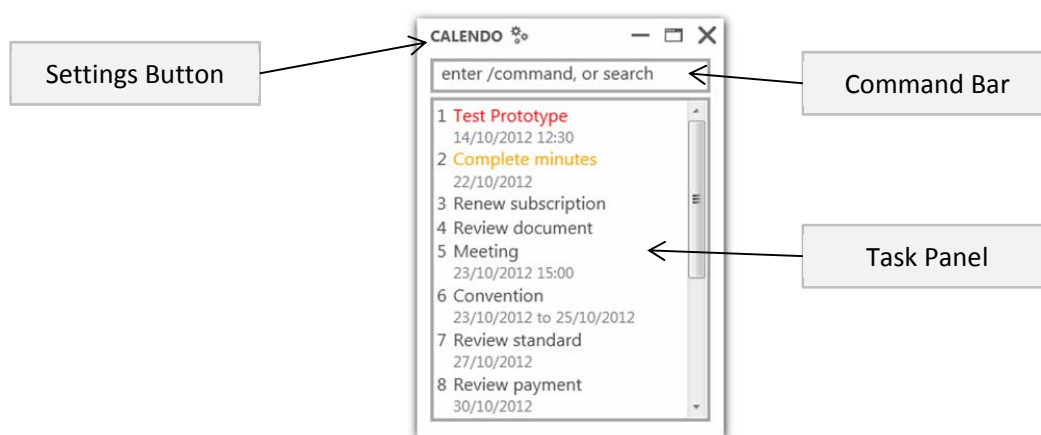 CALENDO
Settings Button
enter /command, or search
Command Bar
1 Test Prototype
14/10/2012 12:30
2 Complete minutes
22/10/2012
3 Renew subscription
4 Review document
5 Meeting
23/10/2012 15:00
Task Panel
6 Convention
23/10/2012 to 25/10/2012
7 Review standard
27/10/2012
8 Review payment
30/10/2012